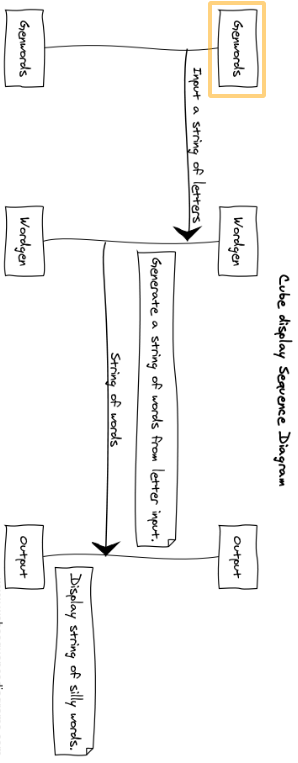 Cube display Sequence Diagram
Genwords
Wordgen
Output
Input a string of letters
Generate a string of words from letter input.
String of words
Display string of silly words.
Genwords
Wordgen
Output